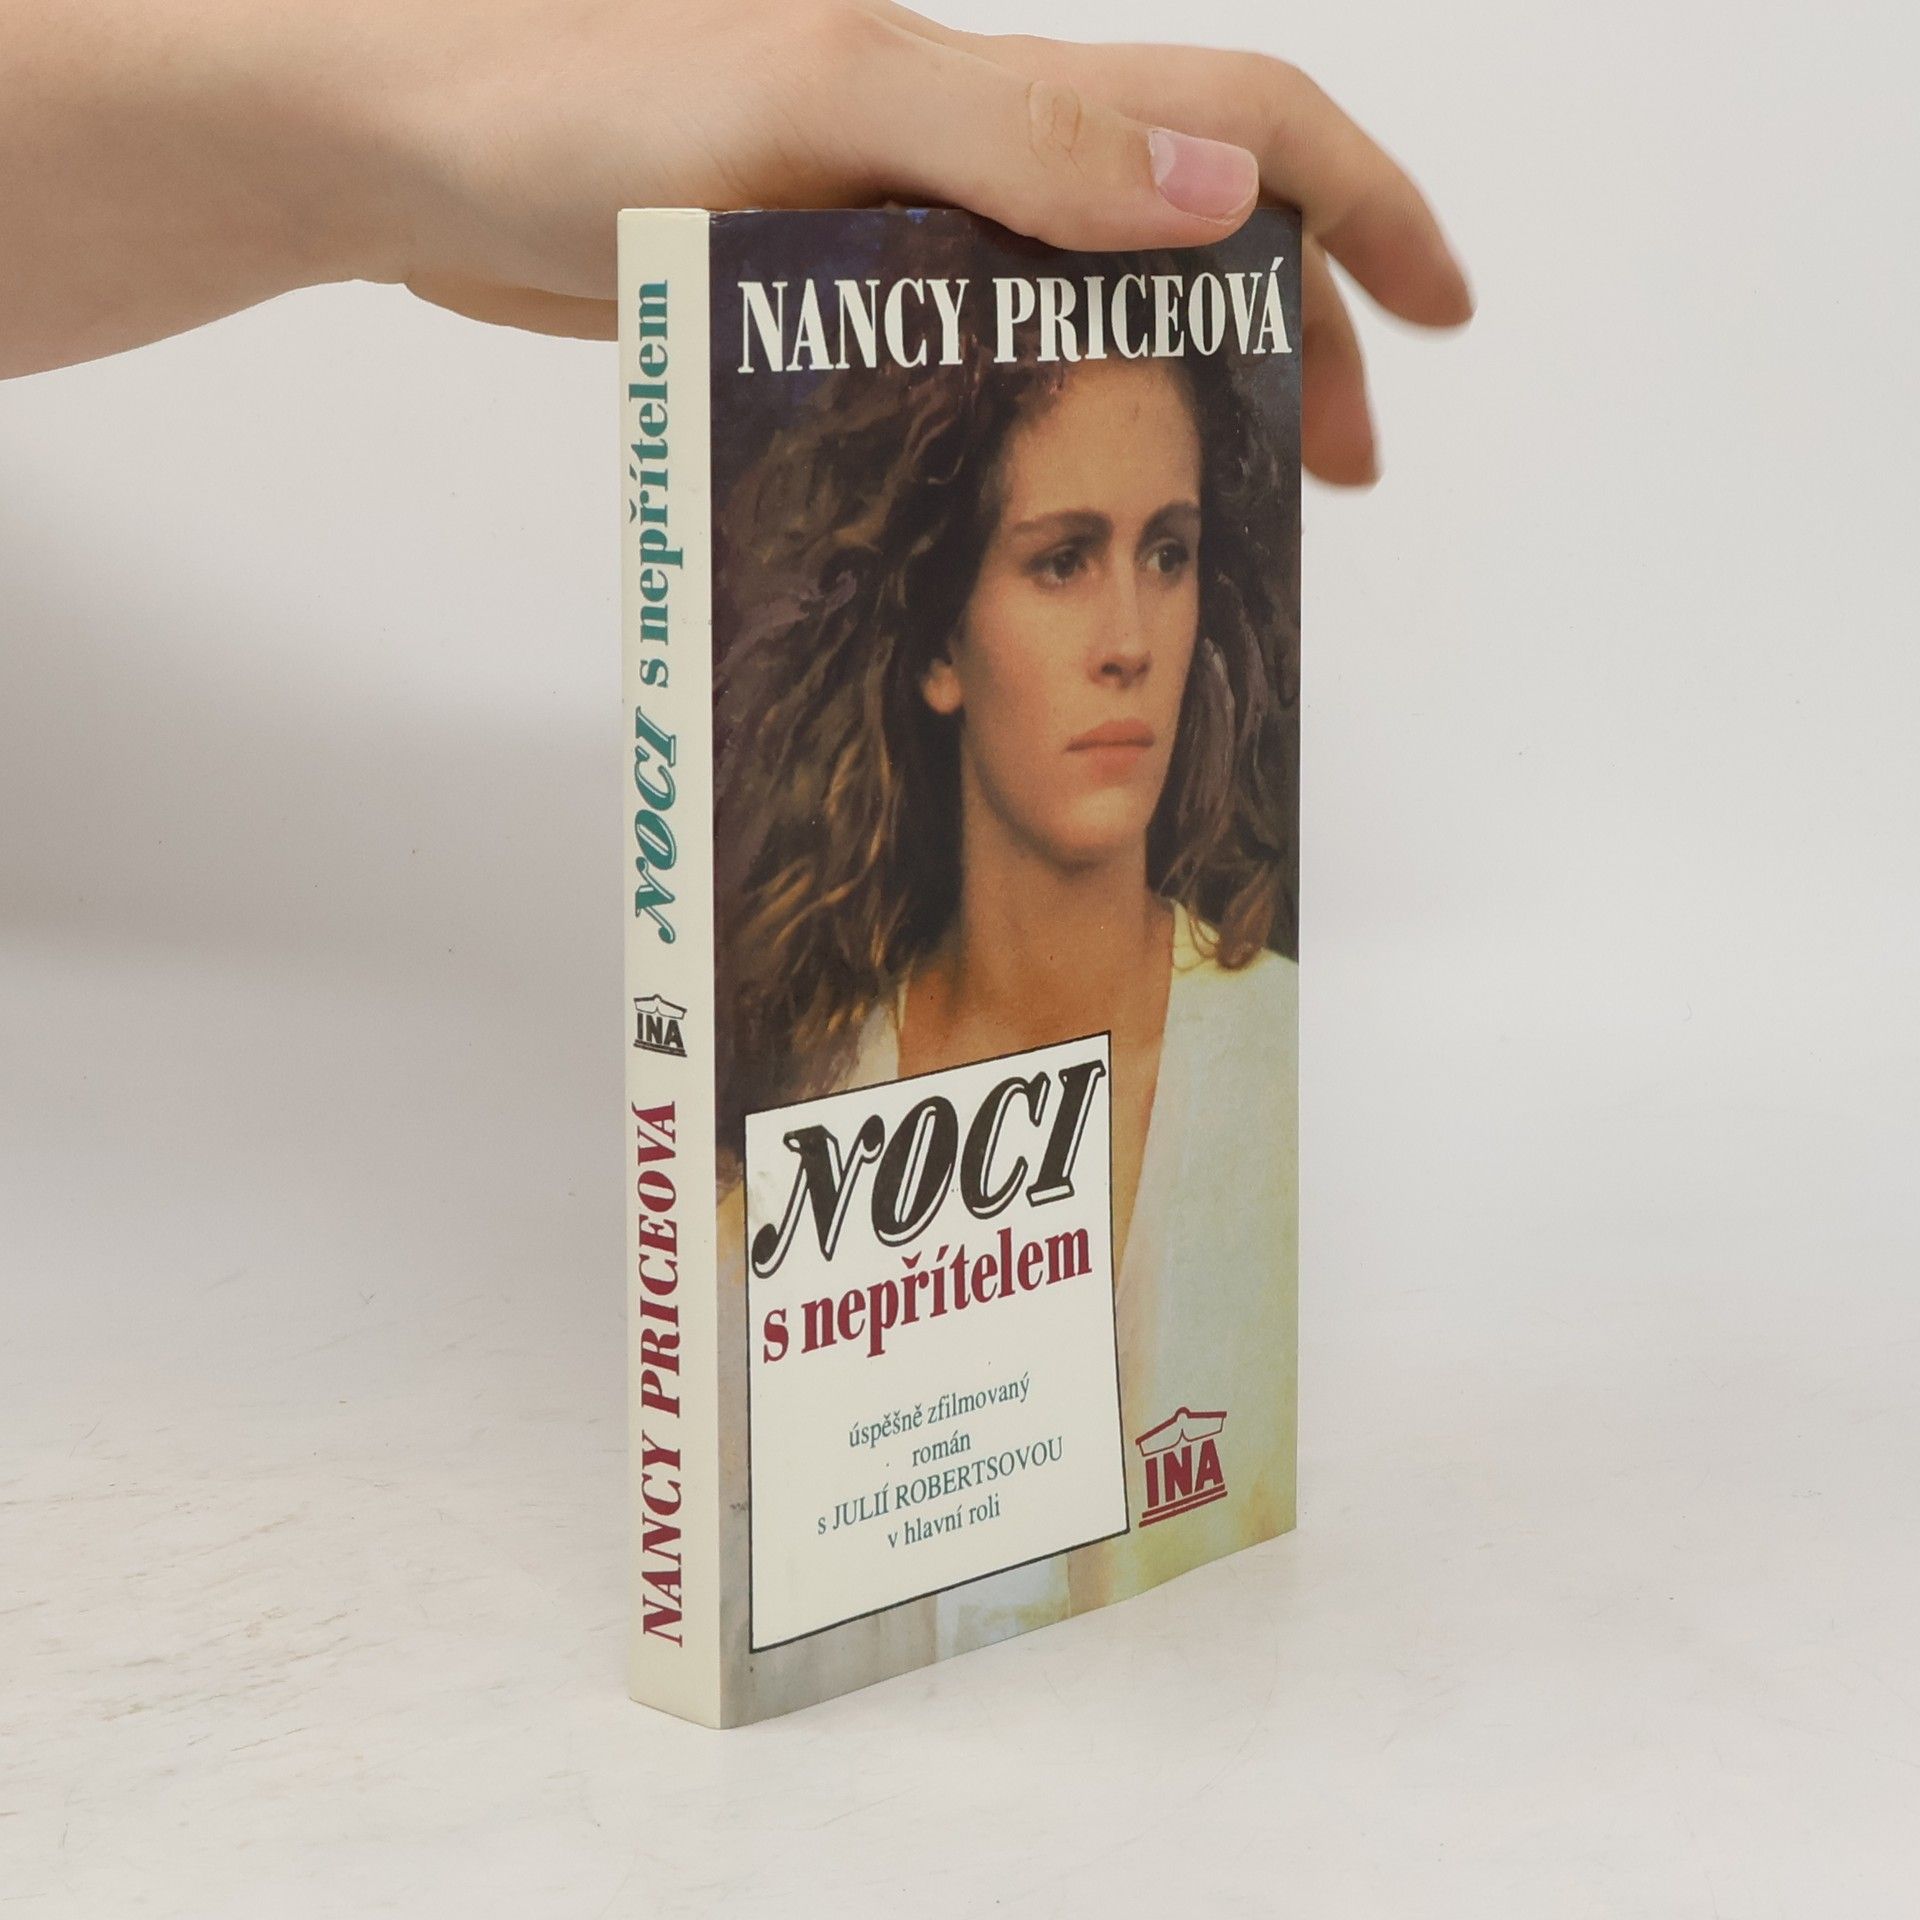 NANCY PRICEOVÁ
NOCI
s nepřítelem
úspěšně zfilmovaný
román
s JULIÍ ROBERTSOVOU
v hlavní roli
INA
NANCY PRICEOVÁ INA NOCI s nepřítelem